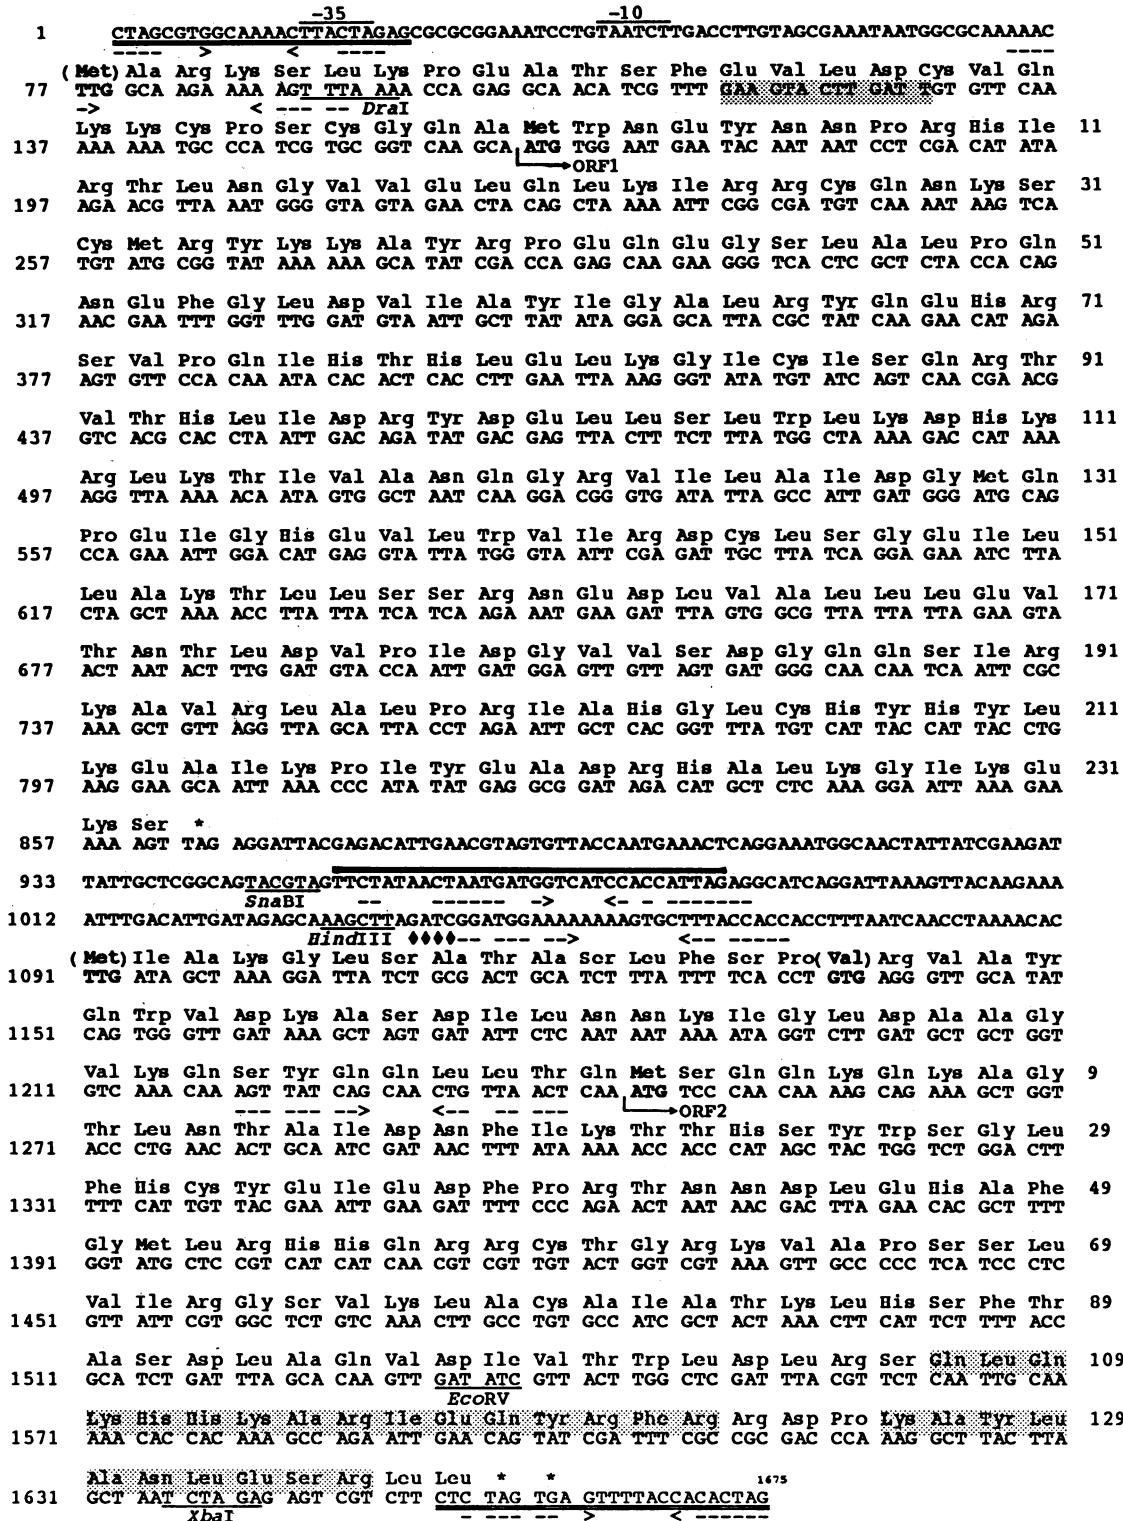 -35 -10
1 CTAGCGTGGCAAAACTTACTAGAGCGCGCGGAAATCCTGTAATCTTGACCTTGTAGCGAAATAATGGCGCAAAAAC
---- > < ---- ----
(Met) Ala Arg Lys Ser Leu Lys Pro Glu Ala Thr Ser Phe Glu Val Leu Asp Cys Val Gln
77 TTG GCA AGA AAA AGT TTA AAA CCA GAG GCA ACA TCG TTT GAA GTA CTT GAT TGT GTT CAA
-> < --- -- DraI
Lys Lys Cys Pro Ser Cys Gly Gln Ala Met Trp Asn Glu Tyr Asn Asn Pro Arg His Ile 11
137 AAA AAA TGC CCA TCG TGC GGT CAA GCA ATG TGG AAT GAA TAC AAT AAT CCT CGA CAT ATA
ORF1
Arg Thr Leu Asn Gly Val Val Glu Leu Gln Leu Lys Ile Arg Arg Cys Gln Asn Lys Ser 31
197 AGA ACG TTA AAT GGG GTA GTA GAA CTA CAG CTA AAA ATT CGG CGA TGT CAA AAT AAG TCA
Cys Met Arg Tyr Lys Lys Ala Tyr Arg Pro Glu Gln Glu Gly Ser Leu Ala Leu Pro Gln 51
257 TGT ATG CGG TAT AAA AAA GCA TAT CGA CCA GAG CAA GAA GGG TCA CTC GCT CTA CCA CAG
Asn Glu Phe Gly Leu Asp Val Ile Ala Tyr Ile Gly Ala Leu Arg Tyr Gln Glu His Arg 71
317 AAC GAA TTT GGT TTG GAT GTA ATT GCT TAT ATA GGA GCA TTA CGC TAT CAA GAA CAT AGA
Ser Val Pro Gln Ile His Thr His Leu Glu Leu Lys Gly Ile Cys Ile Ser Gln Arg Thr 91
377 AGT GTT CCA CAA ATA CAC ACT CAC CTT GAA TTA AAG GGT ATA TGT ATC AGT CAA CGA ACG
Val Thr His Leu Ile Asp Arg Tyr Asp Glu Leu Leu Ser Leu Trp Leu Lys Asp His Lys 111
437 GTC ACG CAC CTA ATT GAC AGA TAT GAC GAG TTA CTT TCT TTA TGG CTA AAA GAC CAT AAA
Arg Leu Lys Thr Ile Val Ala Asn Gln Gly Arg Val Ile Leu Ala Ile Asp Gly Met Gln 131
497 AGG TTA AAA ACA ATA GTG GCT AAT CAA GGA CGG GTG ATA TTA GCC ATT GAT GGG ATG CAG
Pro Glu Ile Gly His Glu Val Leu Trp Val Ile Arg Asp Cys Leu Ser Gly Glu Ile Leu 151
557 CCA GAA ATT GGA CAT GAG GTA TTA TGG GTA ATT CGA GAT TGC TTA TCA GGA GAA ATC TTA
Leu Ala Lys Thr Leu Leu Ser Ser Arg Asn Glu Asp Leu Val Ala Leu Leu Leu Glu Val 171
617 CTA GCT AAA ACC TTA TTA TCA TCA AGA AAT GAA GAT TTA GTG GCG TTA TTA TTA GAA GTA
Thr Asn Thr Leu Asp Val Pro Ile Asp Gly Val Val Ser Asp Gly Gln Gln Ser Ile Arg 191
677 ACT AAT ACT TTG GAT GTA CCA ATT GAT GGA GTT GTT AGT GAT GGG CAA CAA TCA ATT CGC
Lys Ala Val Arg Leu Ala Leu Pro Arg Ile Ala His Gly Leu Cys His Tyr His Tyr Leu 211
737 AAA GCT GTT AGG TTA GCA TTA CCT AGA ATT GCT CAC GGT TTA TGT CAT TAC CAT TAC CTG
Lys Glu Ala Ile Lys Pro Ile Tyr Glu Ala Asp Arg His Ala Leu Lys Gly Ile Lys Glu 231
797 AAG GAA GCA ATT AAA CCC ATA TAT GAG GCG GAT AGA CAT GCT CTC AAA GGA ATT AAA GAA
Lys Ser *
857 AAA AGT TAG AGGATTACGAGACATTGAACGTAGTGTTACCAATGAAACTCAGGAAATGGCAACTATTATCGAAGAT
933 TATTGCTCGGCAGTACGTAGTTCTATAACTAATGATGGTCATCCACCATTAGAGGCATCAGGATTAAAGTTACAAGAAA
SnaBI -- ------ -> <- -- -------
1012 ATTTGACATTGATAGAGCAAAGCTTAGATCGGATGGAAAAAAAAAGTGCTTTACCACCACCTTTAATCAACCTAAAACAC
HindIII ♦♦♦♦-- --- --> <-- -----
(Met) Ile Ala Lys Gly Leu Ser Ala Thr Ala Ser Leu Phe Ser Pro (Val) Arg Val Ala Tyr
1091 TTG ATA GCT AAA GGA TTA TCT GCG ACT GCA TCT TTA TTT TCA CCT GTG AGG GTT GCA TAT
Gln Trp Val Asp Lys Ala Ser Asp Ile Leu Asn Asn Lys Ile Gly Leu Asp Ala Ala Gly
1151 CAG TGG GTT GAT AAA GCT AGT GAT ATT CTC AAT AAT AAA ATA GGT CTT GAT GCT GCT GGT
Val Lys Gln Ser Tyr Gln Gln Leu Leu Thr Gln Met Ser Gln Gln Lys Gln Lys Ala Gly 9
1211 GTC AAA CAA AGT TAT CAG CAA CTG TTA ACT CAA ATG TCC CAA CAA AAG CAG AAA GCT GGT
--- --- --> <-- -- --- ORF2
Thr Leu Asn Thr Ala Ile Asp Asn Phe Ile Lys Thr Thr His Ser Tyr Trp Ser Gly Leu 29
1271 ACC CTG AAC ACT GCA ATC GAT AAC TTT ATA AAA ACC ACC CAT AGC TAC TGG TCT GGA CTT
Phe His Cys Tyr Glu Ile Glu Asp Phe Pro Arg Thr Asn Asn Asp Leu Glu His Ala Phe 49
1331 TTT CAT TGT TAC GAA ATT GAA GAT TTT CCC AGA ACT AAT AAC GAC TTA GAA CAC GCT TTT
Gly Met Leu Arg His His Gln Arg Arg Cys Thr Gly Arg Lys Val Ala Pro Ser Ser Leu 69
1391 GGT ATG CTC CGT CAT CAT CAA CGT CGT TGT ACT GGT CGT AAA GTT GCC CCC TCA TCC CTC
Val Ile Arg Gly Ser Val Lys Leu Ala Cys Ala Ile Ala Thr Lys Leu His Ser Phe Thr 89
1451 GTT ATT CGT GGC TCT GTC AAA CTT GCC TGT GCC ATC GCT ACT AAA CTT CAT TCT TTT ACC
Ala Ser Asp Leu Ala Gln Val Asp Ile Val Thr Trp Leu Asp Leu Arg Ser Gln Leu Gln 109
1511 GCA TCT GAT TTA GCA CAA GTT GAT ATC GTT ACT TGG CTC GAT TTA CGT TCT CAA TTG CAA
EcoRV
Lys His His Lys Ala Arg Ile Glu Gln Tyr Arg Phe Arg Arg Asp Pro Lys Ala Tyr Leu 129
1571 AAA CAC CAC AAA GCC AGA ATT GAA CAG TAT CGA TTT CGC CGC GAC CCA AAG GCT TAC TTA
Ala Asn Leu Glu Ser Arg Leu Leu * * 1675
1631 GCT AAT CTA GAG AGT CGT CTT CTC TAG TGA GTTTTACCACACTAG
XbaI - --- -- > < ------